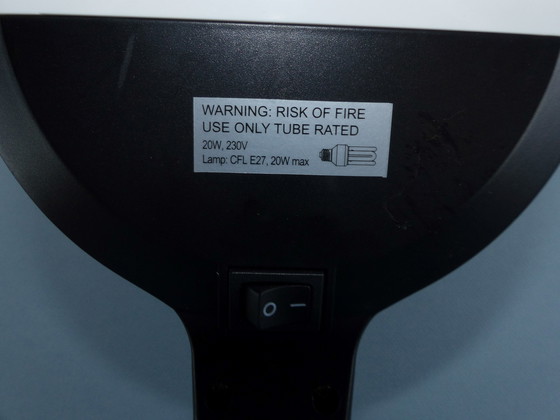 WARNING: RISK OF FIRE
USE ONLY TUBE RATED
20W, 230V
Lamp: CFL E27, 20W max
O I